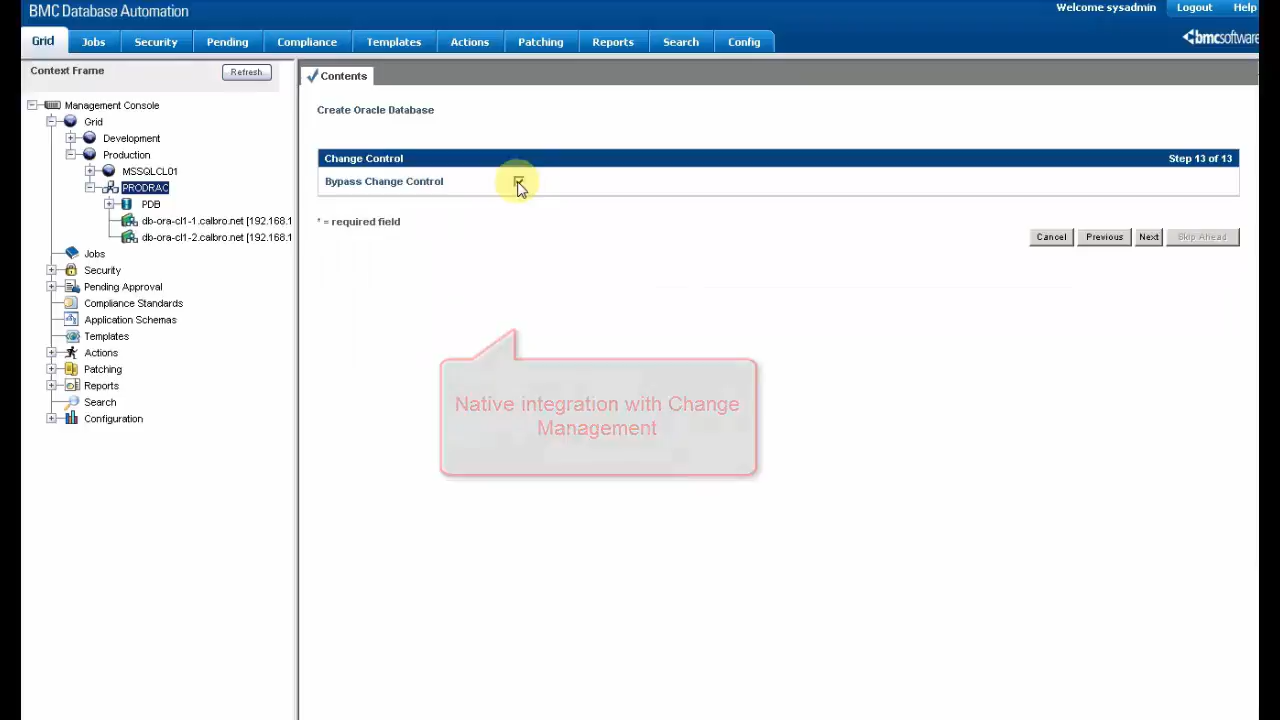 BMC Database Automation
Welcome sysadmin
Logout
Help
Grid
Jobs
Security
Pending
Compliance
Templates
Actions
Patching
Reports
Search
Config
bmcsoftware
Context Frame
Refresh
Management Console
Grid
Development
Production
MSSQLCL01
PRODRAC
PDB
db-ora-cl1-1.calbro.net [192.168.1
db-ora-cl1-2.calbro.net [192.168.1
Jobs
Security
Pending Approval
Compliance Standards
Application Schemas
Templates
Actions
Patching
Reports
Search
Configuration
Contents
Create Oracle Database
Change Control
Step 13 of 13
Bypass Change Control
* = required field
Cancel
Previous
Next
Skip Ahead
Native integration with Change
Management